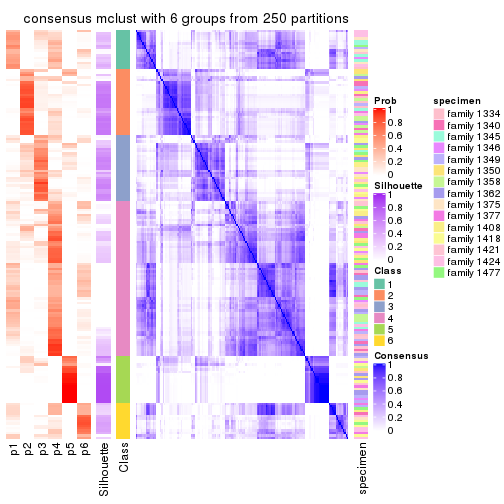 consensus mclust with 6 groups from 250 partitions
Prob
1
0.8
0.6
0.4
0.2
0
Silhouette
1
0.8
0.6
0.4
0.2
0
Class
1
2
3
4
5
6
Consensus
1
0.8
0.6
0.4
0.2
0
specimen
family 1334
family 1340
family 1345
family 1346
family 1349
family 1350
family 1358
family 1362
family 1375
family 1377
family 1408
family 1418
family 1421
family 1424
family 1477
p1
p2
p3
p4
p5
p6
Silhouette
Class
specimen